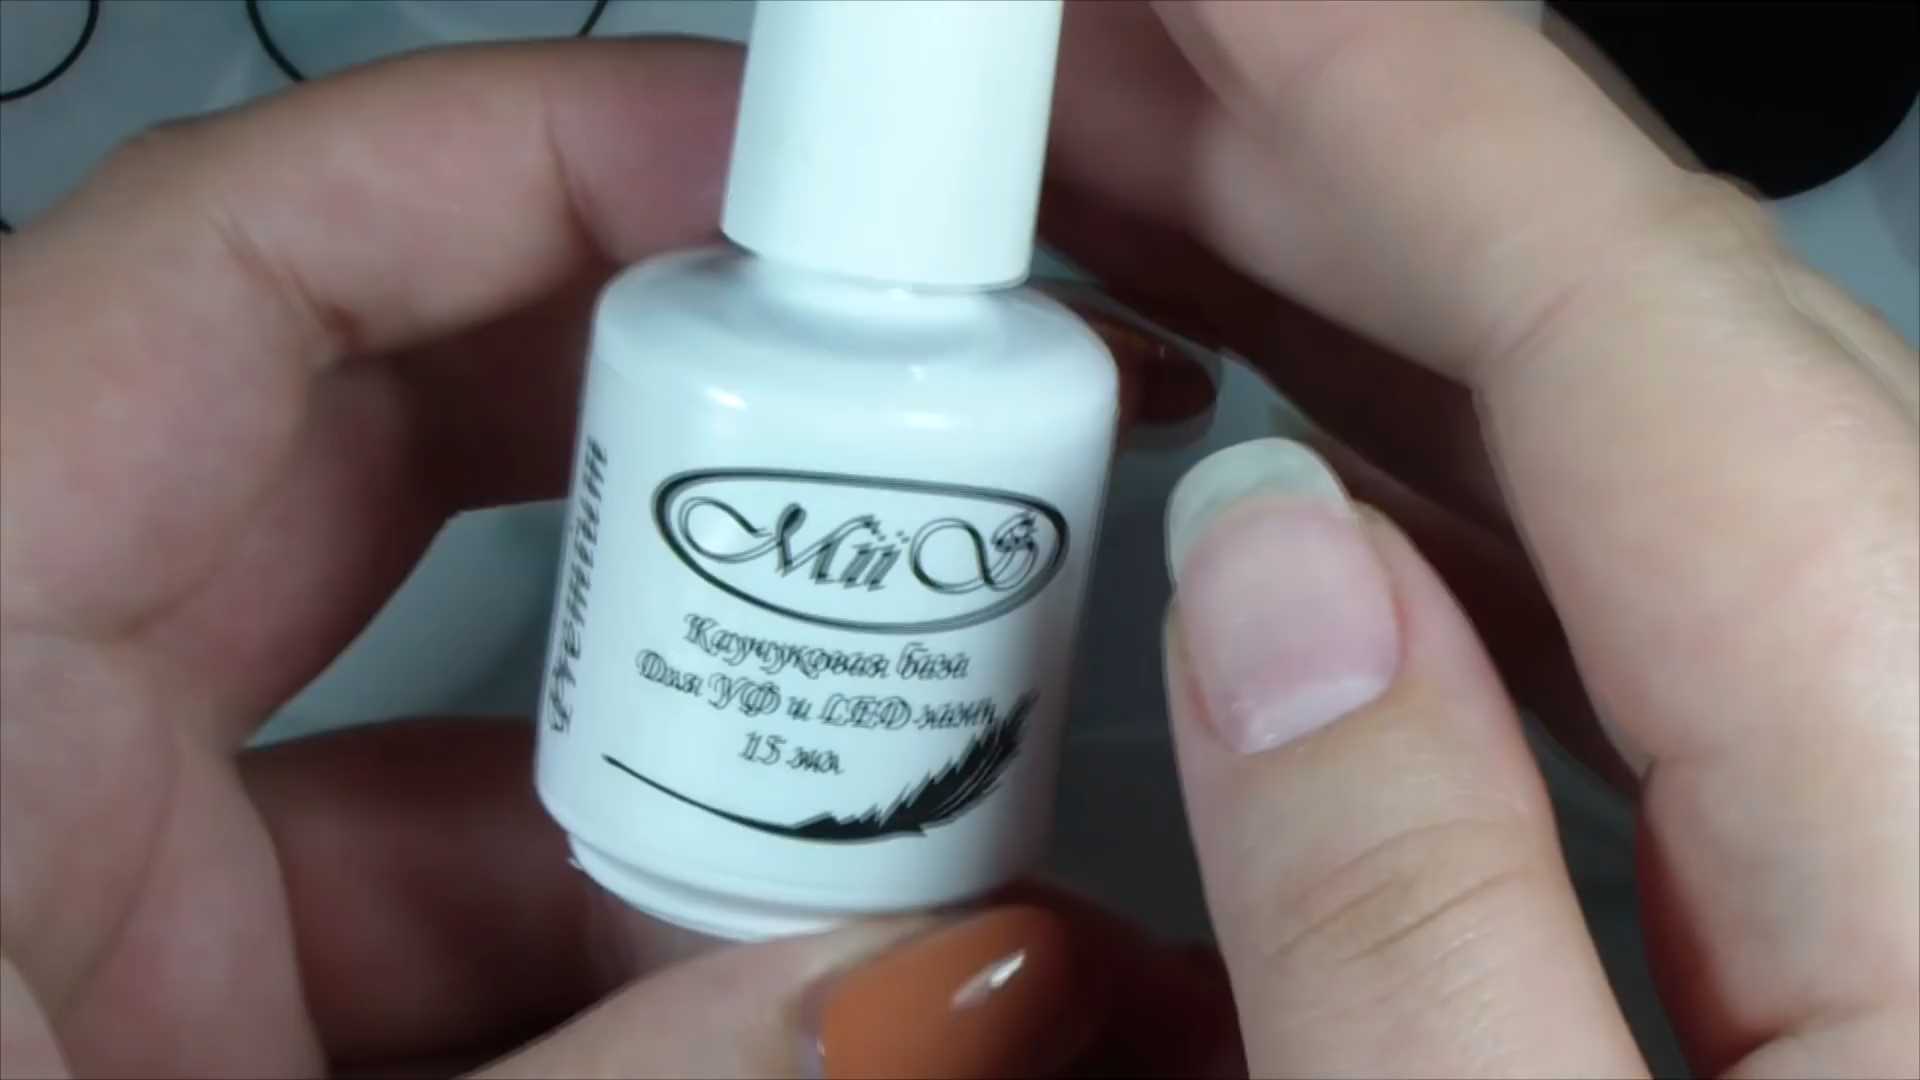 MiiS
Каучуковая база
Для УФ и LED ламп
15 мл
Premium